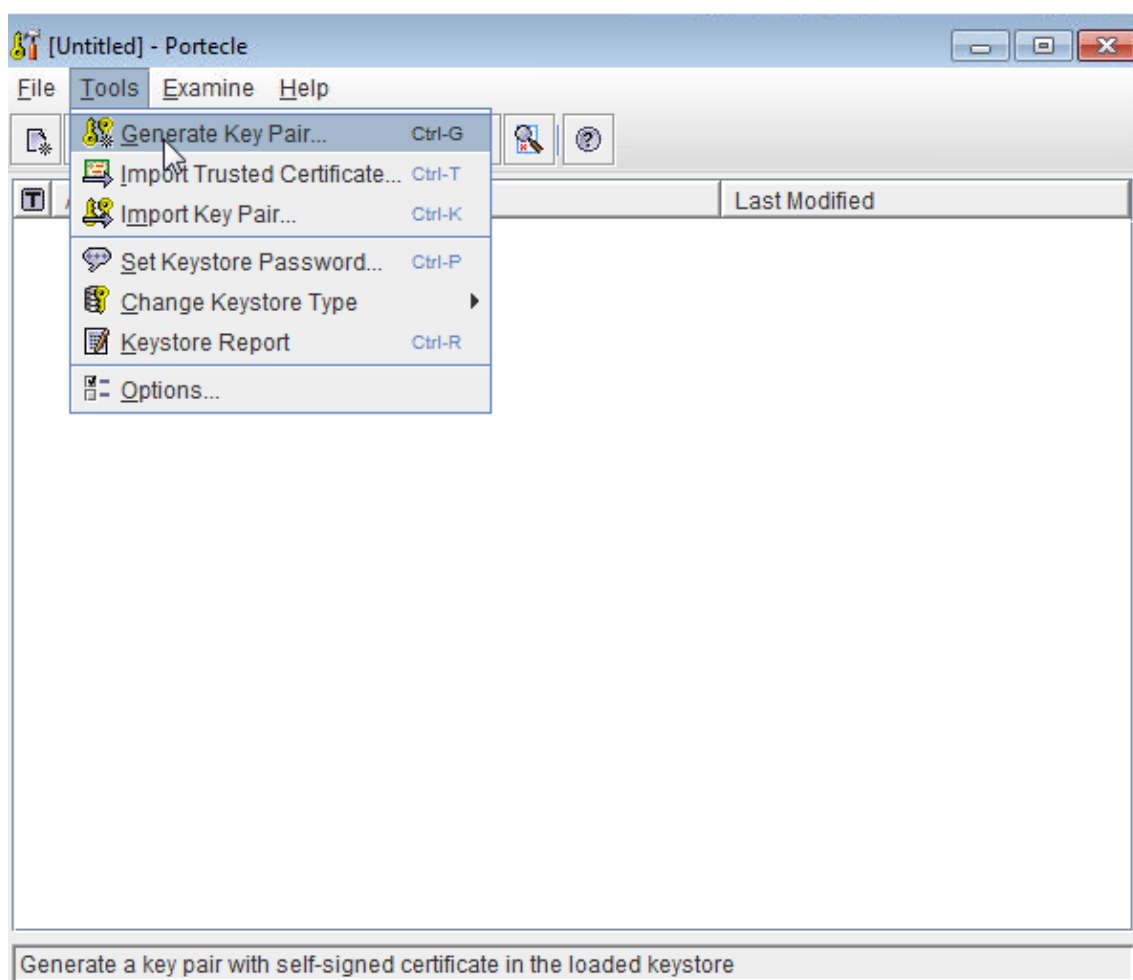 [Untitled] - Portecle
File Tools Examine Help
Generate Key Pair... Ctrl-G
Import Trusted Certificate... Ctrl-T
T Last Modified
Import Key Pair... Ctrl-K
Set Keystore Password... Ctrl-P
Change Keystore Type
Keystore Report Ctrl-R
Options...
Generate a key pair with self-signed certificate in the loaded keystore